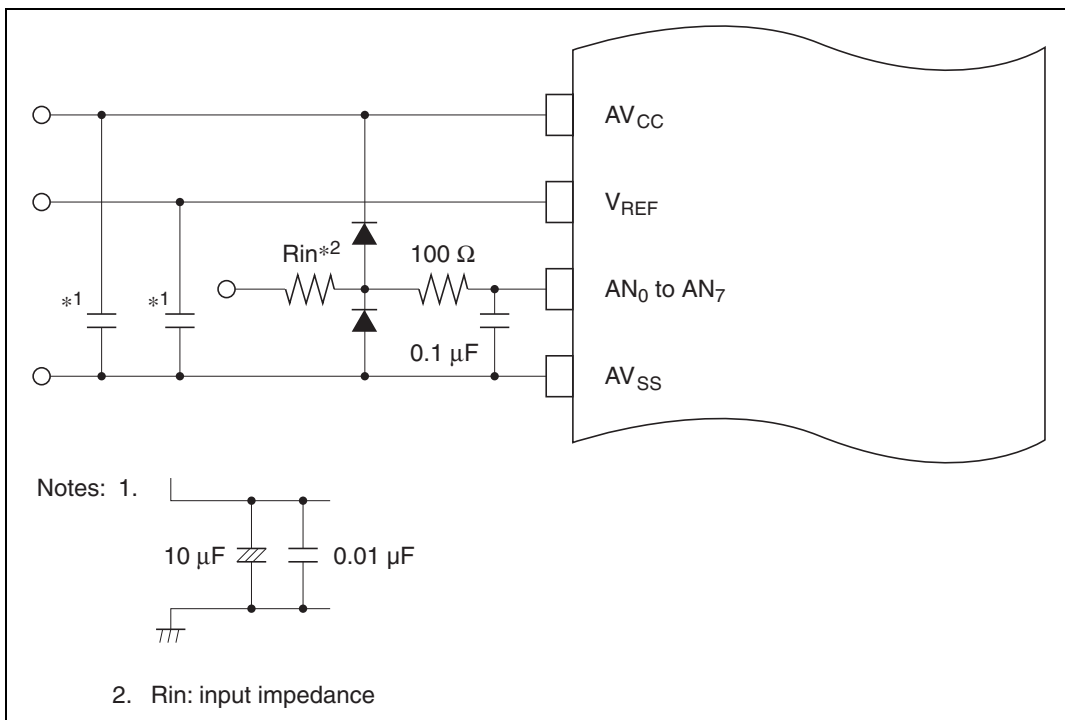 AVCC
VREF
Rin*2
100 Ω
AN0 to AN7
*1
*1
0.1 μF
AVSS
Notes: 1.
10 μF
0.01 μF
2. Rin: input impedance